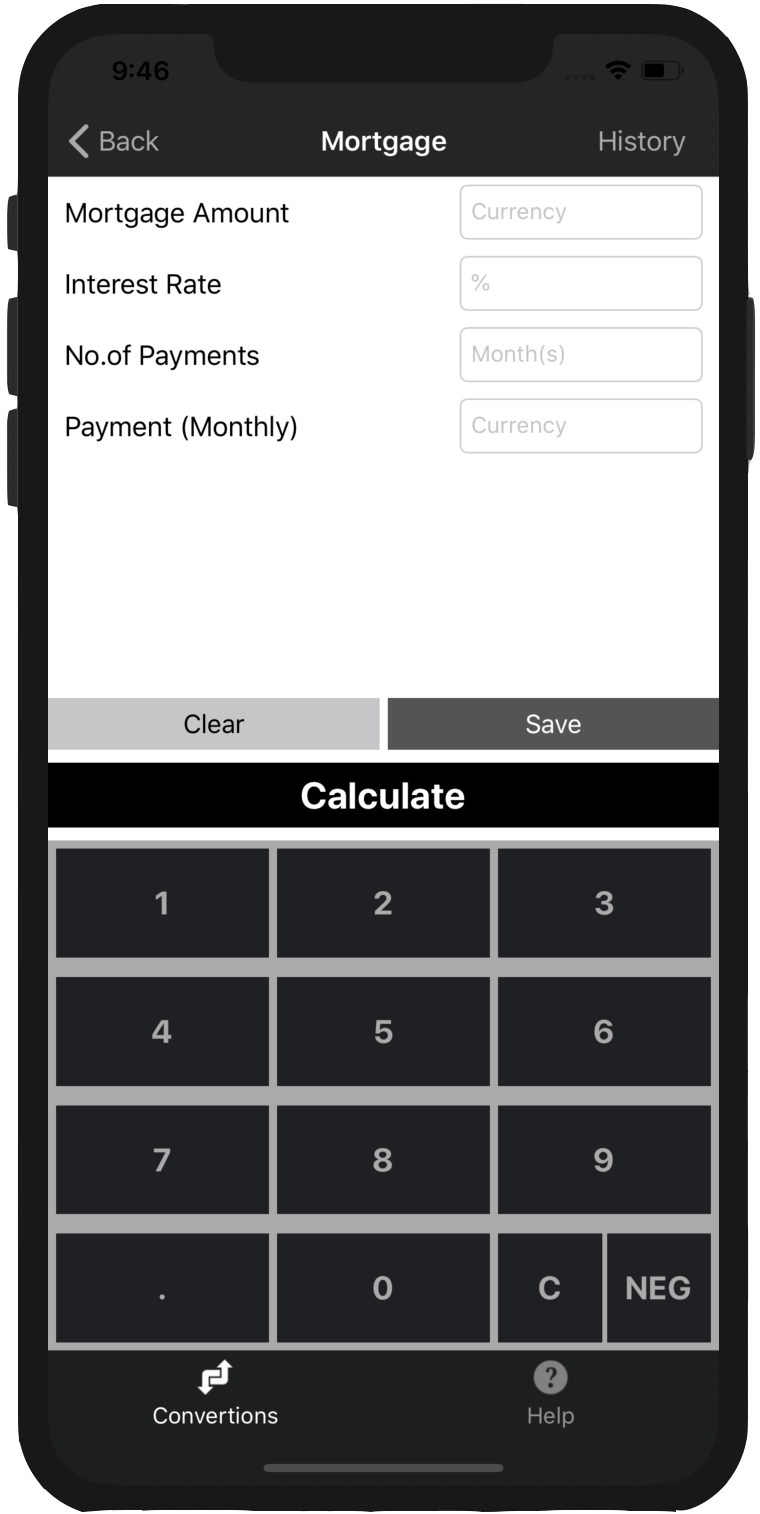 9:46
Back Mortgage History
Mortgage Amount Currency
Interest Rate %
No.of Payments Month(s)
Payment (Monthly) Currency
Clear Save
Calculate
1 2 3
4 5 6
7 8 9
. 0 C NEG
? 
Convertions Help